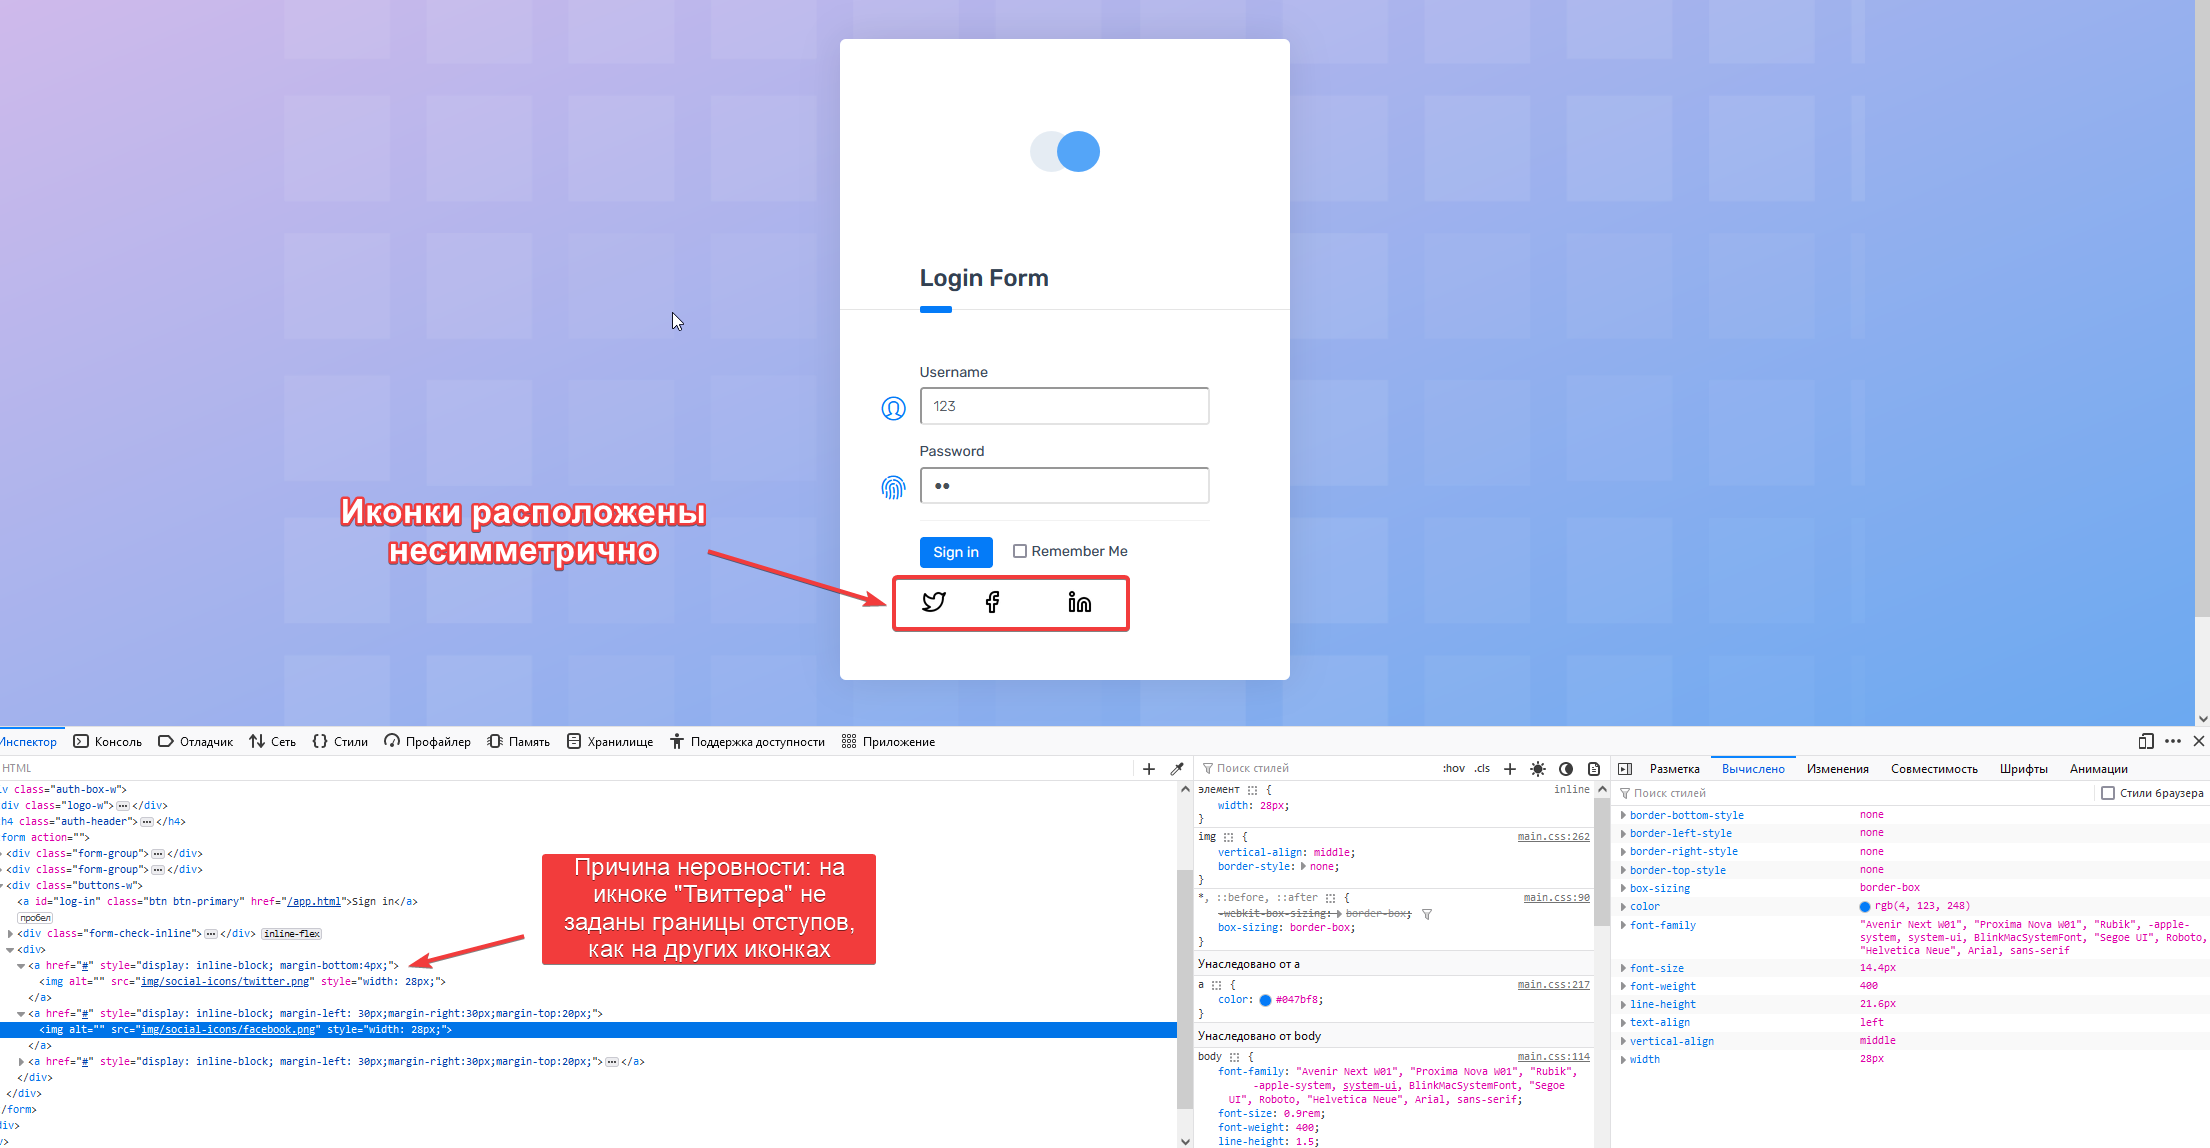 Login Form
Username
123
Password
Иконки расположены
несимметрично
Sign in
Remember Me
Инспектор
Консоль
Отладчик
Сеть
Стили
Профайлер
Память
Хранилище
Поддержка доступности
Приложение
HTML
v class="auth-box-w">
div class="logo-w"></div>
h4 class="auth-header"></h4>
form action="">
<div class="form-group"></div>
<div class="form-group"></div>
<div class="buttons-w">
<a id="log-in" class="btn btn-primary" href="/app.html">Sign in</a>
пробел
<div class="form-check-inline"></div> inline-flex
<div>
<a href="#" style="display: inline-block; margin-bottom:4px;">
<img alt="" src="img/social-icons/twitter.png" style="width: 28px;">
</a>
<a href="#" style="display: inline-block; margin-left: 30px;margin-right:30px;margin-top:20px;">
<img alt="" src="img/social-icons/facebook.png" style="width: 28px;">
</a>
<a href="#" style="display: inline-block; margin-left: 30px;margin-right:30px;margin-top:20px;"></a>
</div>
</div>
/form>
div>
>
Причина неровности: на
икноке "Твиттера" не
заданы границы отступов,
как на других иконках
Поиск стилей
:hov .cls
элемент { inline
width: 28px;
}
img { main.css:262
vertical-align: middle;
border-style: none;
}
*, ::before, ::after { main.css:90
-webkit-box-sizing: border-box;
box-sizing: border-box;
}
Унаследовано от a
a { main.css:217
color: #047bf8;
}
Унаследовано от body
body { main.css:114
font-family: "Avenir Next W01", "Proxima Nova W01", "Rubik",
-apple-system, system-ui, BlinkMacSystemFont, "Segoe
UI", Roboto, "Helvetica Neue", Arial, sans-serif;
font-size: 0.9rem;
font-weight: 400;
line-height: 1.5;
Разметка
Вычислено
Изменения
Совместимость
Шрифты
Анимации
Поиск стилей
Стили браузера
border-bottom-style none
border-left-style none
border-right-style none
border-top-style none
box-sizing border-box
color rgb(4, 123, 248)
font-family "Avenir Next W01", "Proxima Nova W01", "Rubik", -apple-
system, system-ui, BlinkMacSystemFont, "Segoe UI", Roboto,
"Helvetica Neue", Arial, sans-serif
font-size 14.4px
font-weight 400
line-height 21.6px
text-align left
vertical-align middle
width 28px